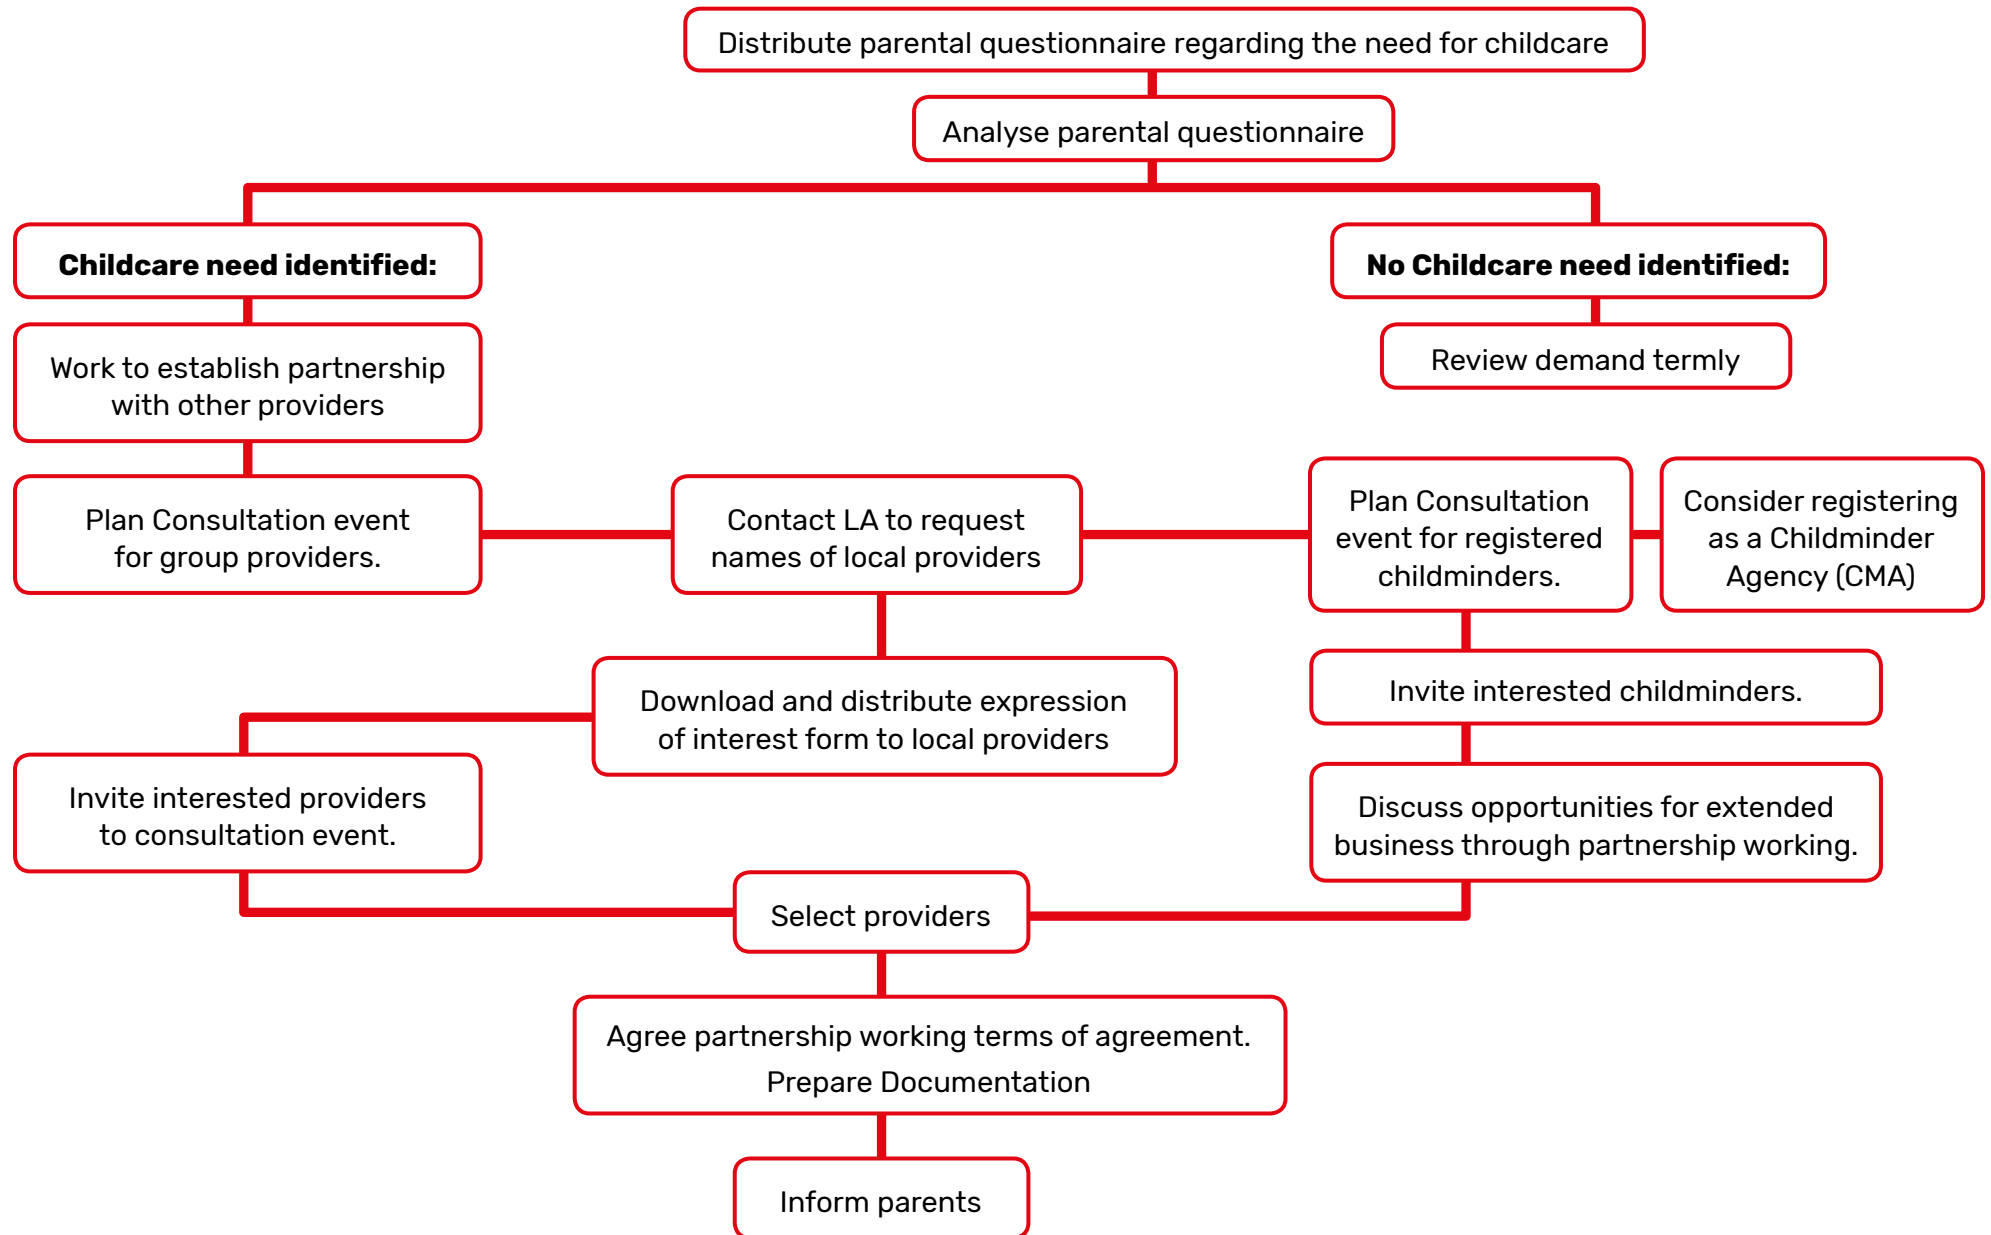 Distribute parental questionnaire regarding the need for childcare
Analyse parental questionnaire
Childcare need identified:
No Childcare need identified:
Work to establish partnership
with other providers
Review demand termly
Plan Consultation event
for group providers.
Contact LA to request
names of local providers
Plan Consultation
event for registered
childminders.
Consider registering
as a Childminder
Agency (CMA)
Download and distribute expression
of interest form to local providers
Invite interested childminders.
Invite interested providers
to consultation event.
Discuss opportunities for extended
business through partnership working.
Select providers
Agree partnership working terms of agreement.
Prepare Documentation
Inform parents